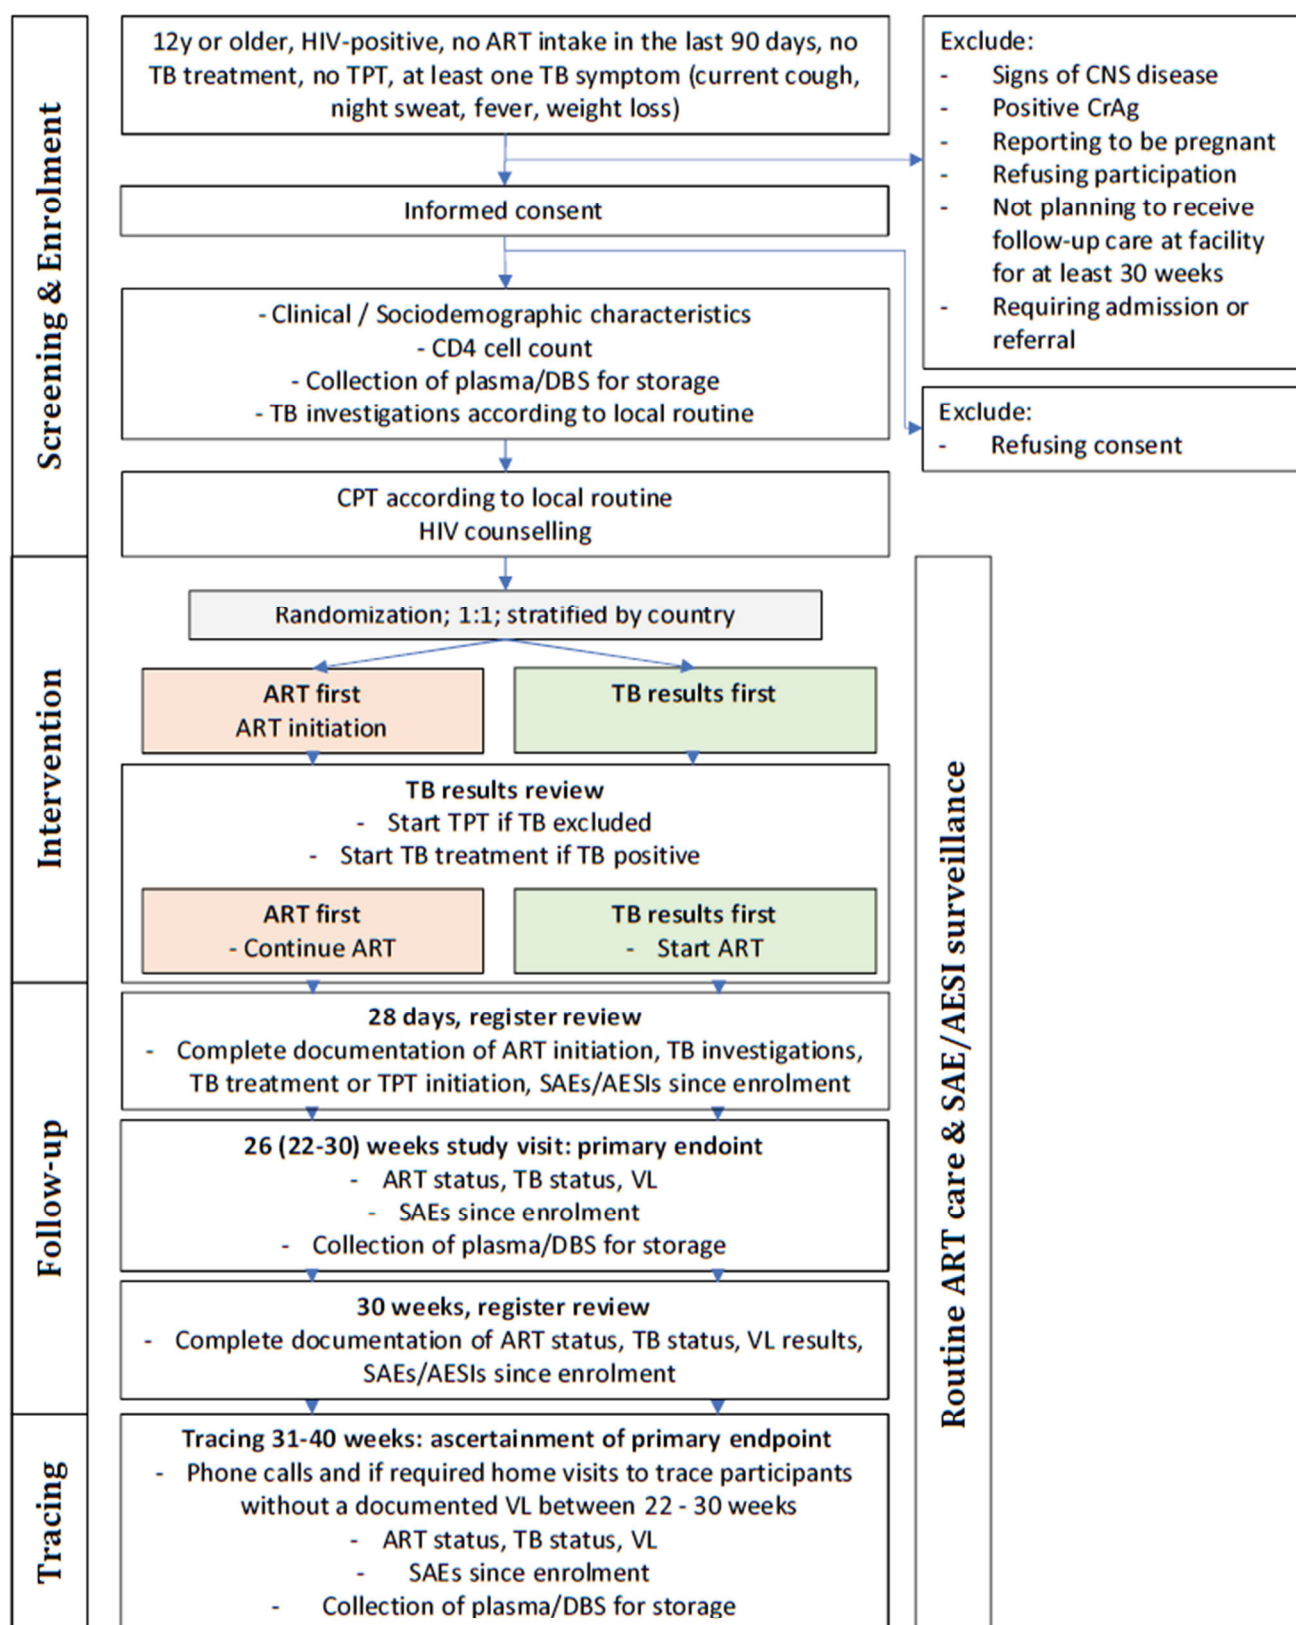 Screening & Enrolment
12y or older, HIV-positive, no ART intake in the last 90 days, no
TB treatment, no TPT, at least one TB symptom (current cough,
night sweat, fever, weight loss)
Exclude:
- Signs of CNS disease
- Positive CrAg
- Reporting to be pregnant
- Refusing participation
- Not planning to receive
follow-up care at facility
for at least 30 weeks
- Requiring admission or
referral
Informed consent
Exclude:
- Refusing consent
- Clinical / Sociodemographic characteristics
- CD4 cell count
- Collection of plasma/DBS for storage
- TB investigations according to local routine
CPT according to local routine
HIV counselling
Intervention
Randomization; 1:1; stratified by country
ART first
ART initiation
TB results first
TB results review
- Start TPT if TB excluded
- Start TB treatment if TB positive
ART first
- Continue ART
TB results first
- Start ART
Routine ART care & SAE/AESI surveillance
Follow-up
28 days, register review
- Complete documentation of ART initiation, TB investigations,
TB treatment or TPT initiation, SAEs/AESIs since enrolment
26 (22-30) weeks study visit: primary endoint
- ART status, TB status, VL
- SAEs since enrolment
- Collection of plasma/DBS for storage
30 weeks, register review
- Complete documentation of ART status, TB status, VL results,
SAEs/AESIs since enrolment
Tracing
Tracing 31-40 weeks: ascertainment of primary endpoint
- Phone calls and if required home visits to trace participants
without a documented VL between 22 - 30 weeks
- ART status, TB status, VL
- SAEs since enrolment
- Collection of plasma/DBS for storage